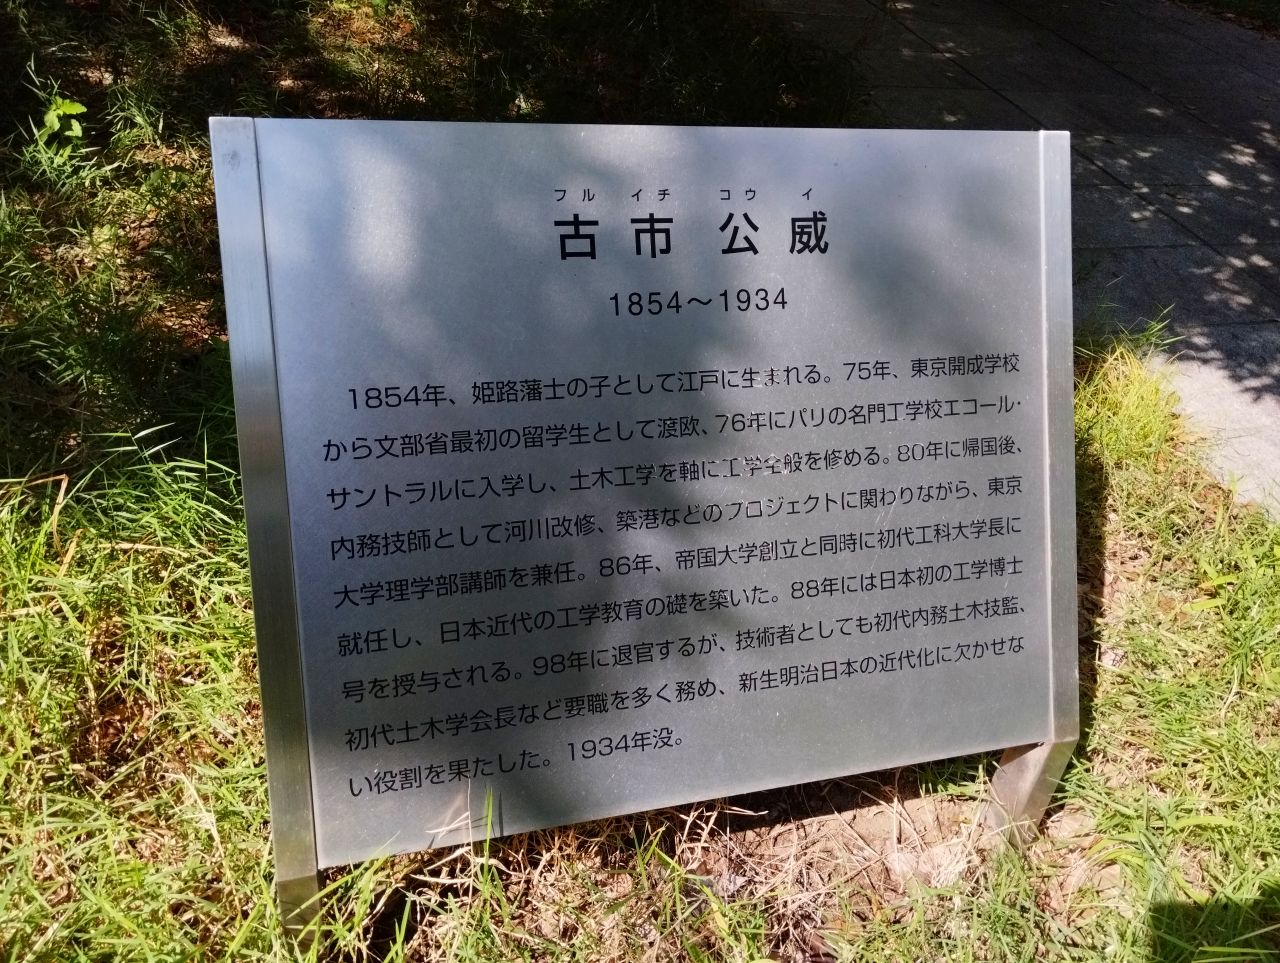 フル イチ コウ イ
古市公威
1854～1934
1854年、姫路藩士の子として江戸に生まれる。75年、東京開成学校
から文部省最初の留学生として渡欧、76年にパリの名門工学校エコール・
サントラルに入学し、土木工学を軸に工学全般を修める。80年に帰国後、
内務技師として河川改修、築港などのプロジェクトに関わりながら、東京
大学理学部講師を兼任。86年、帝国大学創立と同時に初代工科大学長に
就任し、日本近代の工学教育の礎を築いた。88年には日本初の工学博士
号を授与される。98年に退官するが、技術者としても初代内務土木技監、
初代土木学会長など要職を多く務め、新生明治日本の近代化に欠かせな
い役割を果たした。1934年没。